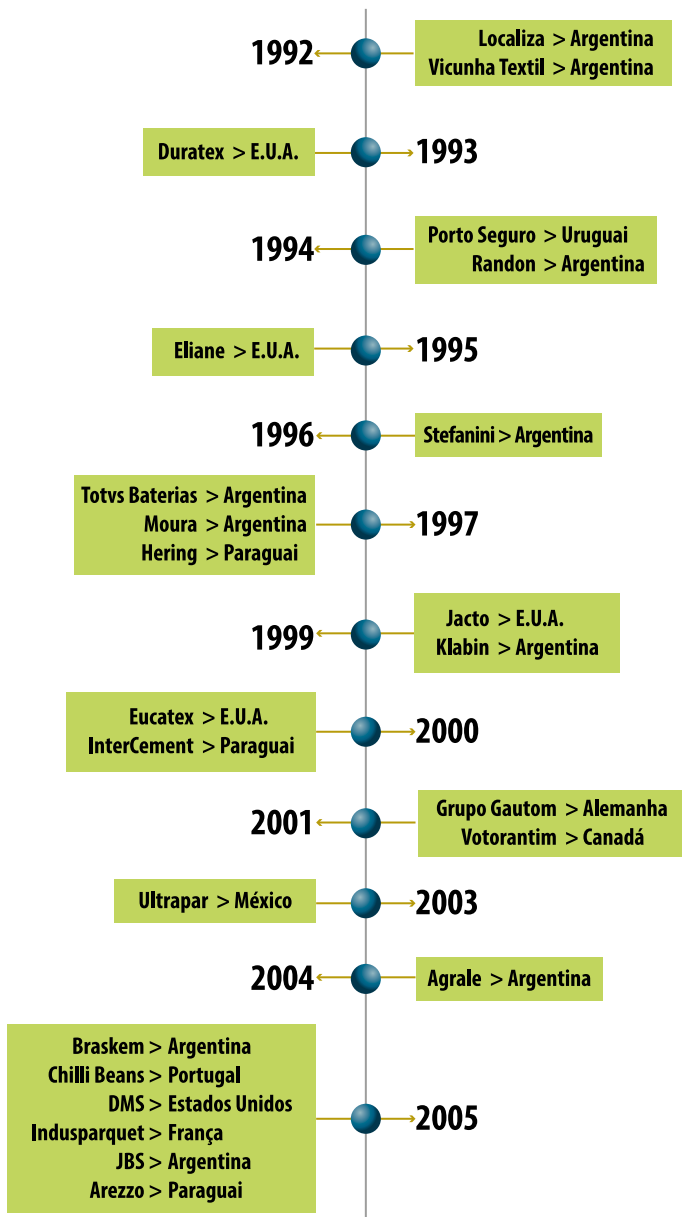 1992
Localiza > Argentina
Vicunha Textil > Argentina
Duratex > E.U.A.
1993
1994
Porto Seguro > Uruguai
Randon > Argentina
Eliane > E.U.A.
1995
1996
Stefanini > Argentina
Totvs Baterias > Argentina
Moura > Argentina
Hering > Paraguai
1997
1999
Jacto > E.U.A.
Klabin > Argentina
Eucatex > E.U.A.
InterCement > Paraguai
2000
2001
Grupo Gautom > Alemanha
Votorantim > Canadá
Ultrapar > México
2003
2004
Agrale > Argentina
Braskem > Argentina
Chilli Beans > Portugal
DMS > Estados Unidos
Indusparquet > França
JBS > Argentina
Arezzo > Paraguai
2005